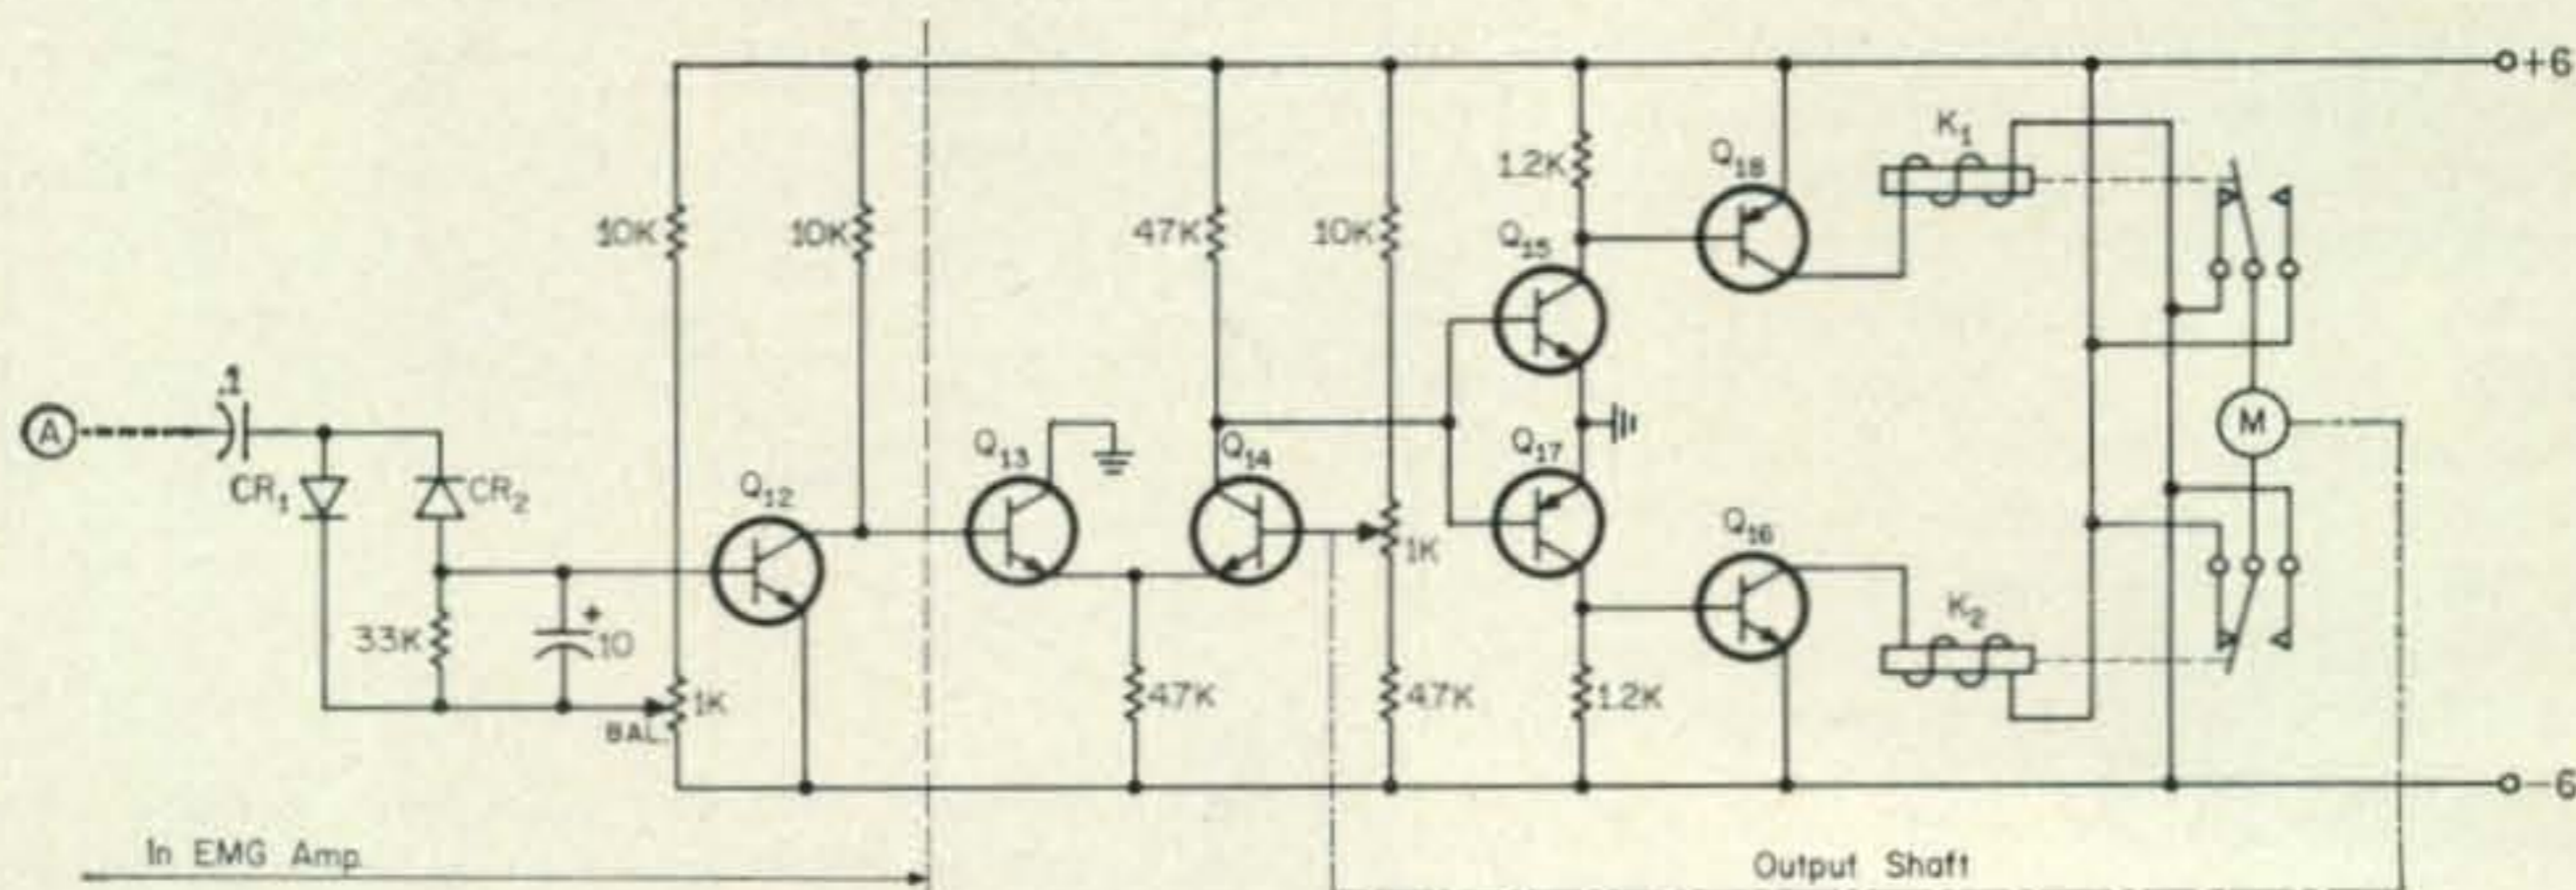 +6
K₁
Q₁₈
1.2K
10K
10K
47K
10K
Q₁₅
.1
A
M
Q₁₃
Q₁₄
Q₁₇
CR₁
CR₂
Q₁₂
Q₁₆
1K
K₂
33K
+
10
1K
BAL.
47K
47K
1.2K
-6
In EMG Amp
Output Shaft